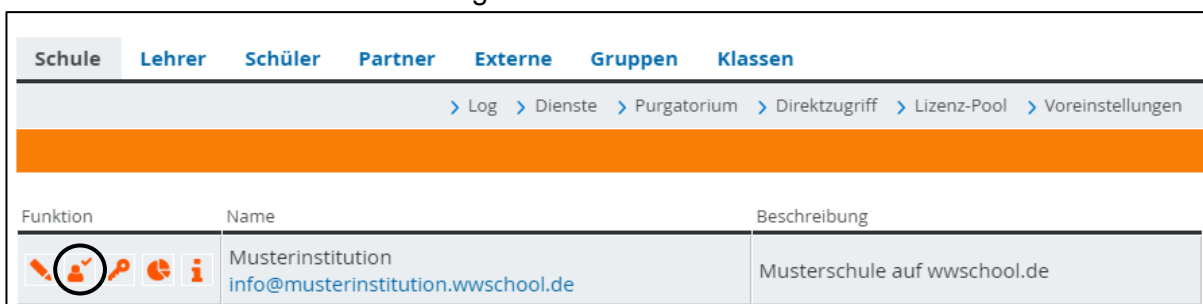 Schule Lehrer Schüler Partner Externe Gruppen Klassen
> Log > Dienste > Purgatorium > Direktzugriff > Lizenz-Pool > Voreinstellungen
Funktion Name Beschreibung
Musterinstitution
info@musterinstitution.wwschool.de
Musterschule auf wwschool.de